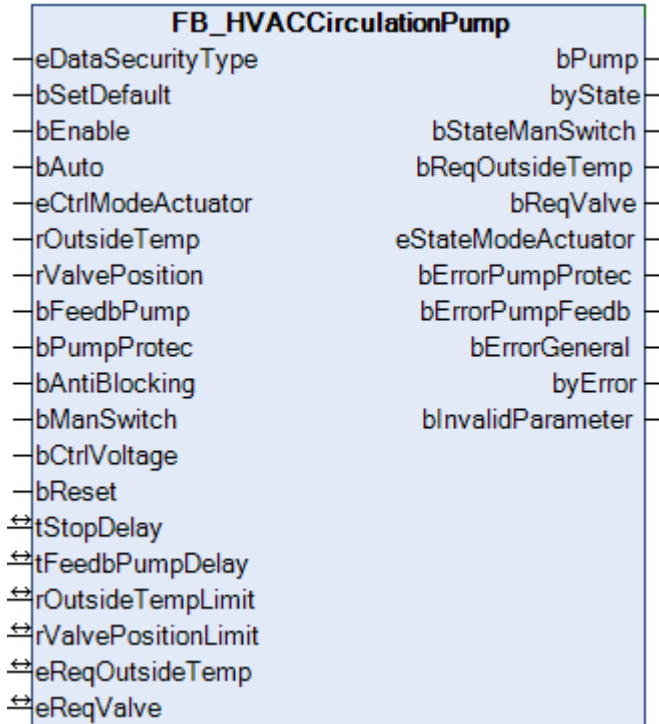 FB_HVACCirculationPump
eDataSecurityType bPump
bSetDefault byState
bEnable bStateManSwitch
bAuto bReqOutsideTemp
eCtrlModeActuator bReqValve
rOutsideTemp eStateModeActuator
rValvePosition bErrorPumpProtec
bFeedbPump bErrorPumpFeedb
bPumpProtec bErrorGeneral
bAntiBlocking byError
bManSwitch bInvalidParameter
bCtrlVoltage
bReset
tStopDelay
tFeedbPumpDelay
rOutsideTempLimit
rValvePositionLimit
eReqOutsideTemp
eReqValve